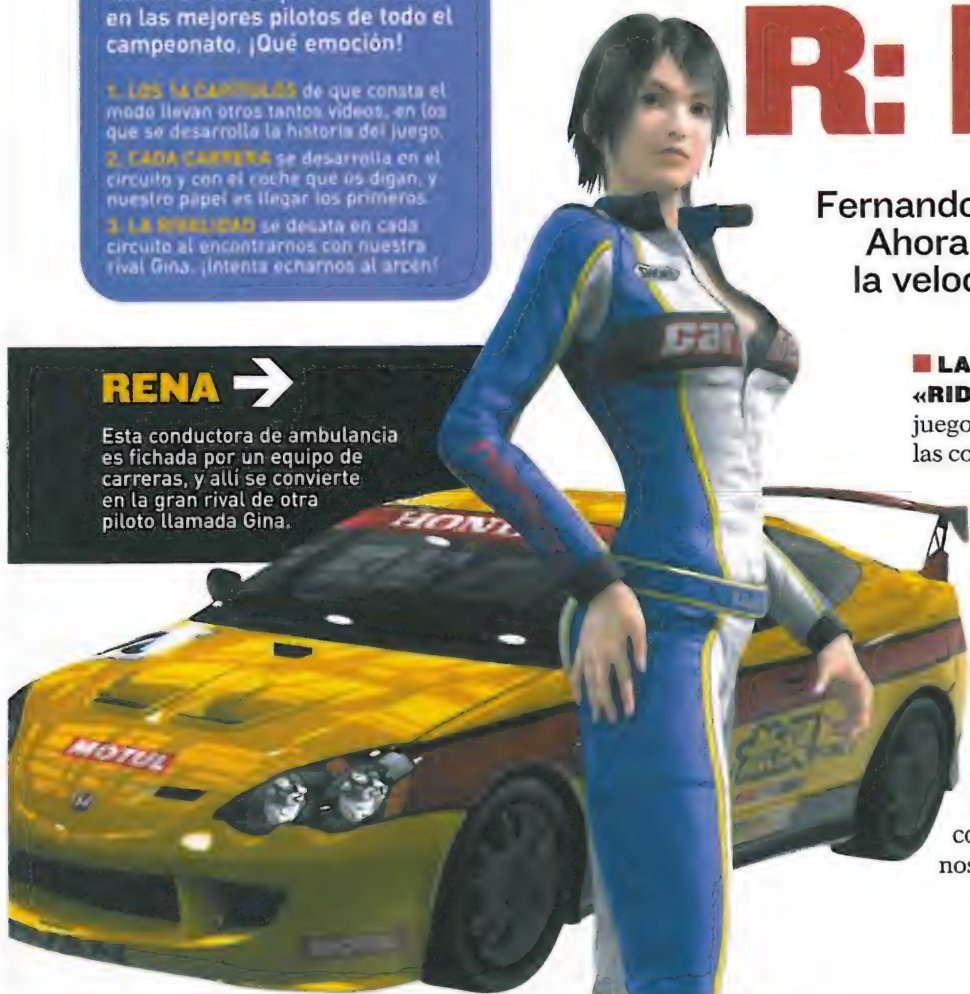 en las mejores pilotos de todo el
campeonato. ¡Qué emoción!
1. LOS 14 CAPÍTULOS de que consta el
modo llevan otros tantos vídeos, en los
que se desarrolla la historia del juego.
2. CADA CARRERA se desarrolla en el
circuito y con el coche que os digan, y
nuestro papel es llegar los primeros.
3. LA RIVALIDAD se desata en cada
circuito al encontrarnos con nuestra
rival Gina. ¡Intenta echarnos al arcén!
R:
Fernando
Ahora
la veloc
LA
«RID
juego
las co
RENA
Esta conductora de ambulancia
es fichada por un equipo de
carreras, y allí se convierte
en la gran rival de otra
piloto llamada Gina.
HOND
MOTUL
co
nos